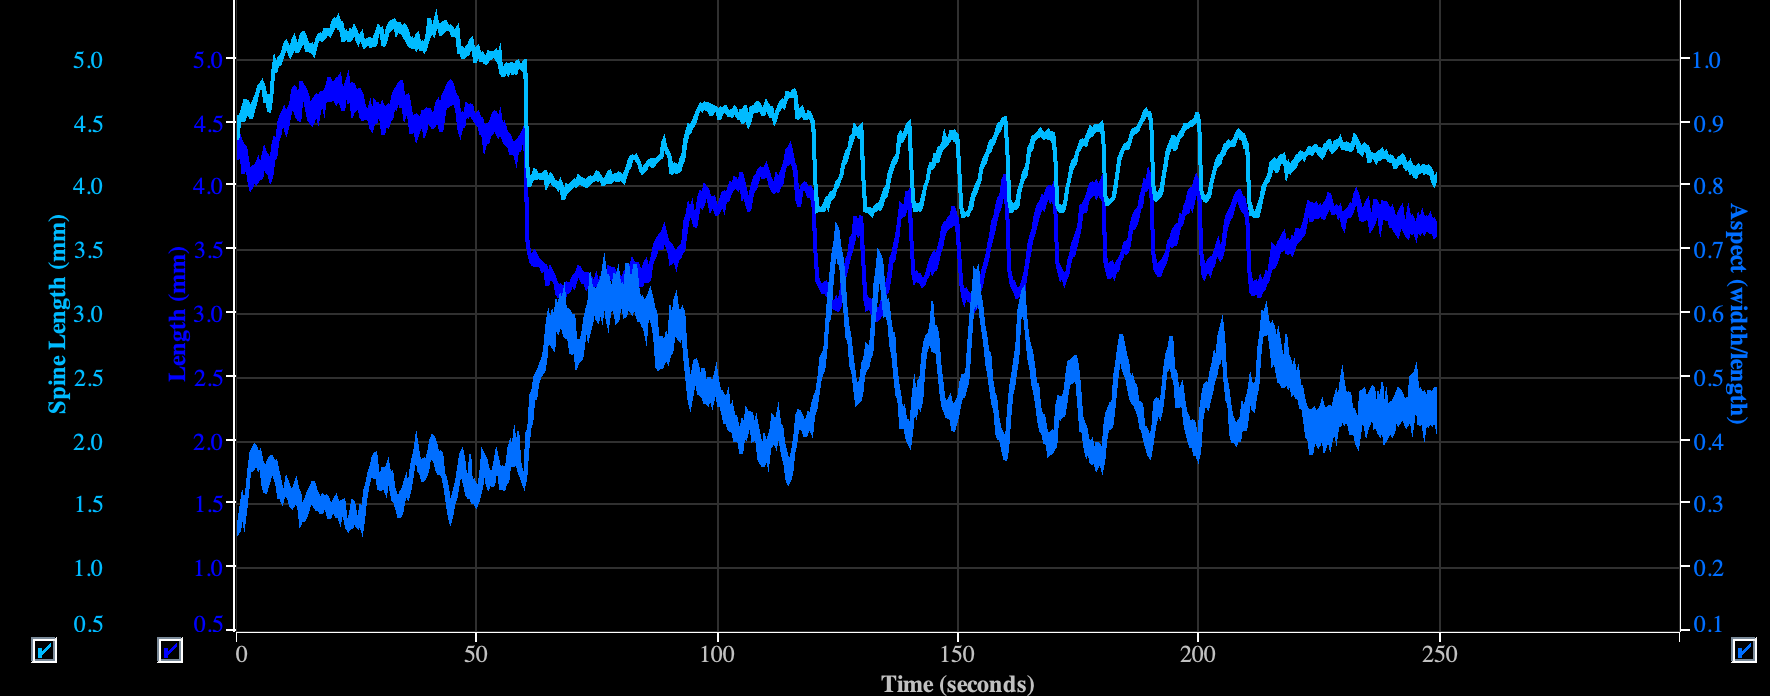 5.0 5.0 1.0
4.5 4.5 0.9
4.0 4.0 0.8
3.5 3.5 0.7
3.0 3.0 0.6
2.5 2.5 0.5
2.0 2.0 0.4
1.5 1.5 0.3
1.0 1.0 0.2
0.5 0.5 0.1
Spine Length (mm)
Length (mm)
Aspect (width/length)
0 50 100 150 200 250
Time (seconds)